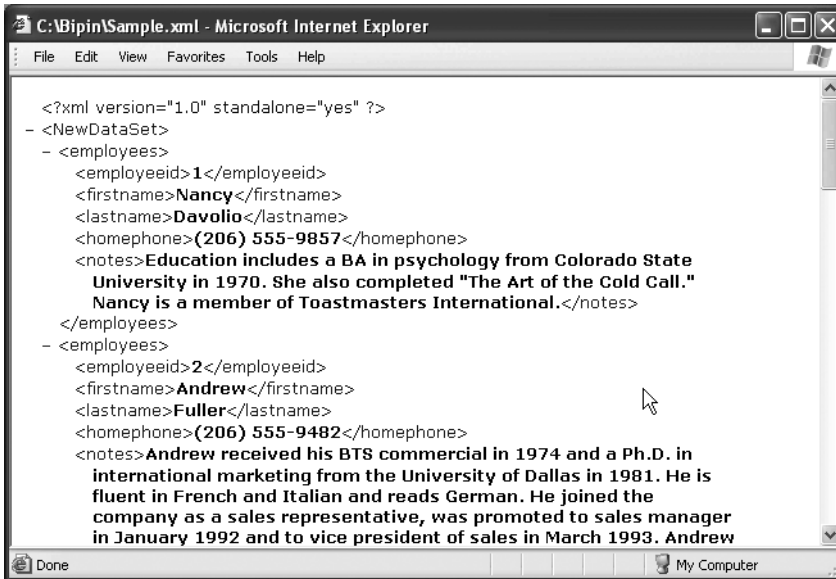 C:\Bipin\Sample.xml - Microsoft Internet Explorer
File Edit View Favorites Tools Help
<?xml version="1.0" standalone="yes" ?>
- <NewDataSet>
- <employees>
<employeeid>1</employeeid>
<firstname>Nancy</firstname>
<lastname>Davolio</lastname>
<homephone>(206) 555-9857</homephone>
<notes>Education includes a BA in psychology from Colorado State
University in 1970. She also completed "The Art of the Cold Call."
Nancy is a member of Toastmasters International.</notes>
</employees>
- <employees>
<employeeid>2</employeeid>
<firstname>Andrew</firstname>
<lastname>Fuller</lastname>
<homephone>(206) 555-9482</homephone>
<notes>Andrew received his BTS commercial in 1974 and a Ph.D. in
international marketing from the University of Dallas in 1981. He is
fluent in French and Italian and reads German. He joined the
company as a sales representative, was promoted to sales manager
in January 1992 and to vice president of sales in March 1993. Andrew
Done My Computer